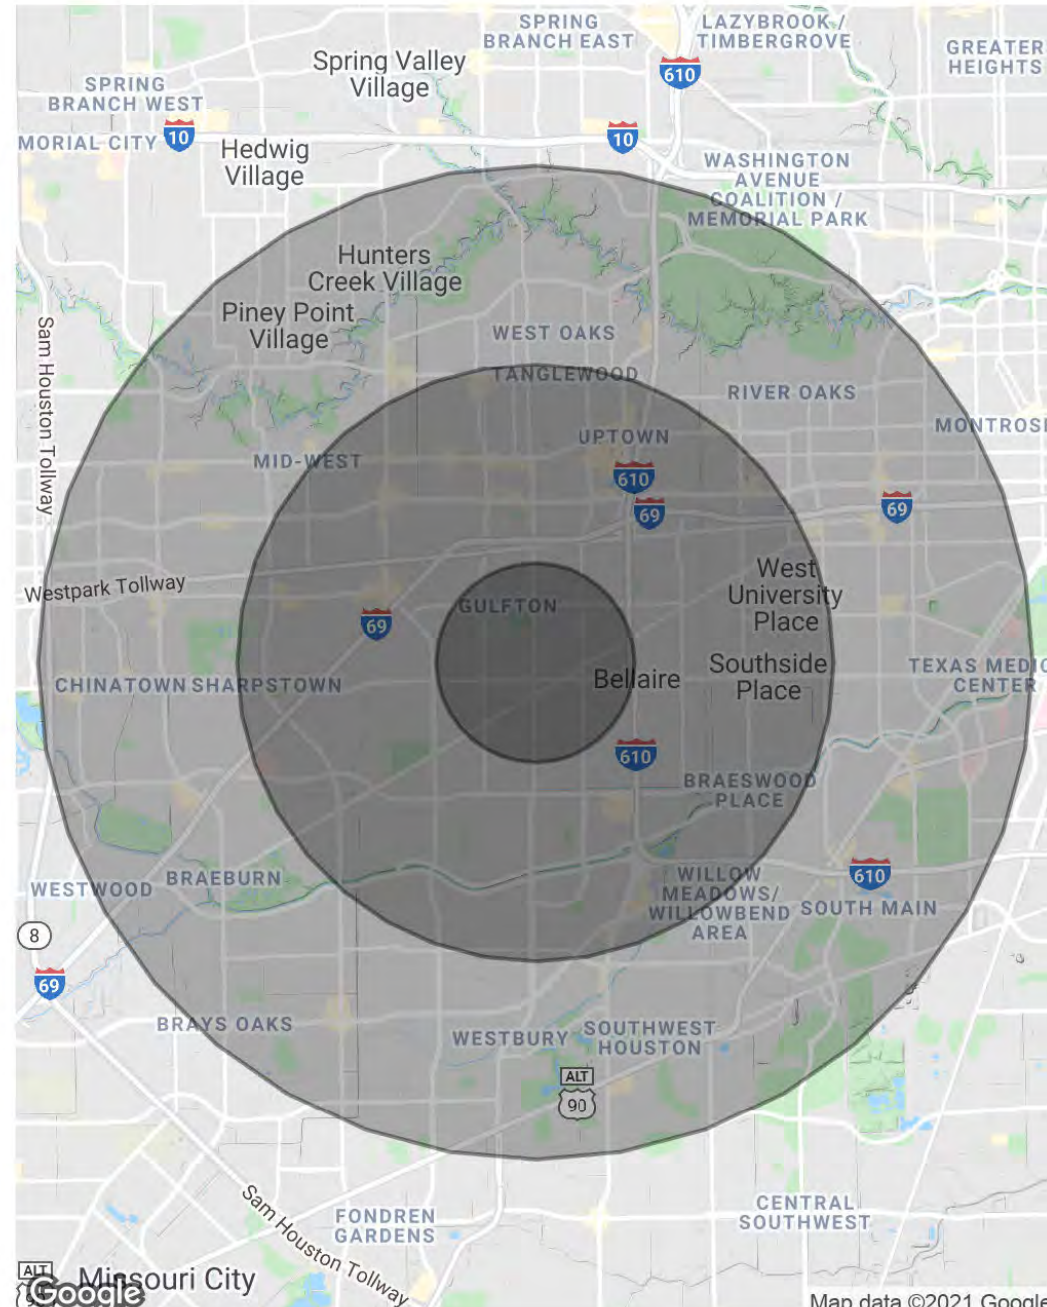 SPRING
BRANCH EAST
LAZYBROOK /
TIMBERGROVE
GREATER
HEIGHTS
Spring Valley
Village
610
SPRING
BRANCH WEST
MORIAL CITY
10
10
Hedwig
Village
WASHINGTON
AVENUE
COALITION /
MEMORIAL PARK
Hunters
Creek Village
Piney Point
Village
WEST OAKS
Sam Houston Tollway
TANGLEWOOD
RIVER OAKS
MONTROS
UPTOWN
MID-WEST
610
69
69
Westpark Tollway
West
University
Place
GULFTON
69
Bellaire
Southside
Place
TEXAS MEDIC
CENTER
CHINATOWN
SHARPSTOWN
610
BRAESWOOD
PLACE
WESTWOOD
BRAEBURN
WILLOW
MEADOWS/
WILLOWBEND
AREA
610
SOUTH MAIN
8
69
BRAYS OAKS
WESTBURY
SOUTHWEST
HOUSTON
ALT
90
Sam Houston Tollway
FONDREN
GARDENS
CENTRAL
SOUTHWEST
ALT
Missouri City
Google
Map data ©2021 Google